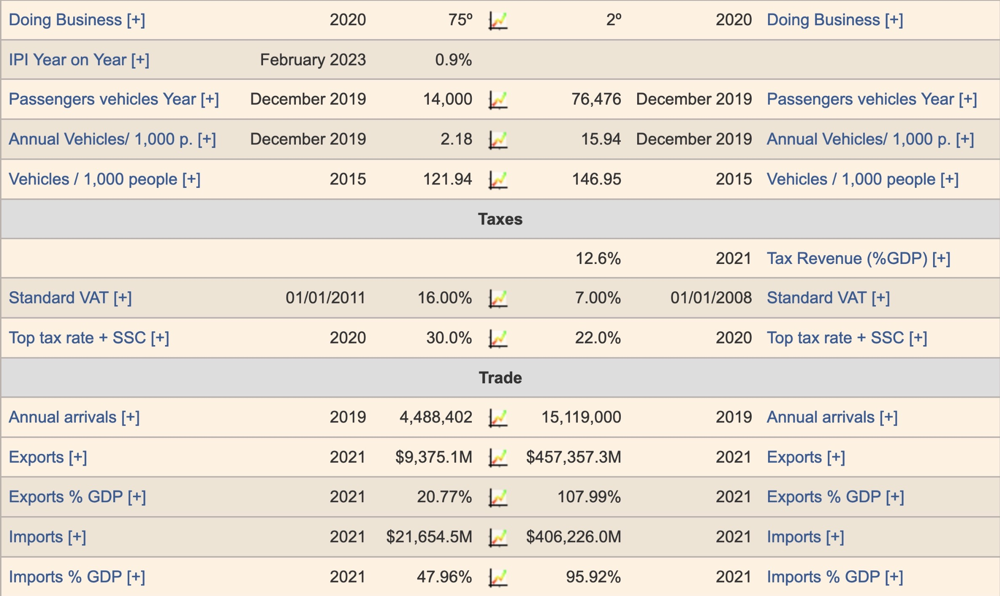 Doing Business [+] 2020 75º 2º 2020 Doing Business [+]
IPI Year on Year [+] February 2023 0.9%
Passengers vehicles Year [+] December 2019 14,000 76,476 December 2019 Passengers vehicles Year [+]
Annual Vehicles/ 1,000 p. [+] December 2019 2.18 15.94 December 2019 Annual Vehicles/ 1,000 p. [+]
Vehicles / 1,000 people [+] 2015 121.94 146.95 2015 Vehicles / 1,000 people [+]
Taxes
12.6% 2021 Tax Revenue (%GDP) [+]
Standard VAT [+] 01/01/2011 16.00% 7.00% 01/01/2008 Standard VAT [+]
Top tax rate + SSC [+] 2020 30.0% 22.0% 2020 Top tax rate + SSC [+]
Trade
Annual arrivals [+] 2019 4,488,402 15,119,000 2019 Annual arrivals [+]
Exports [+] 2021 $9,375.1M $457,357.3M 2021 Exports [+]
Exports % GDP [+] 2021 20.77% 107.99% 2021 Exports % GDP [+]
Imports [+] 2021 $21,654.5M $406,226.0M 2021 Imports [+]
Imports % GDP [+] 2021 47.96% 95.92% 2021 Imports % GDP [+]